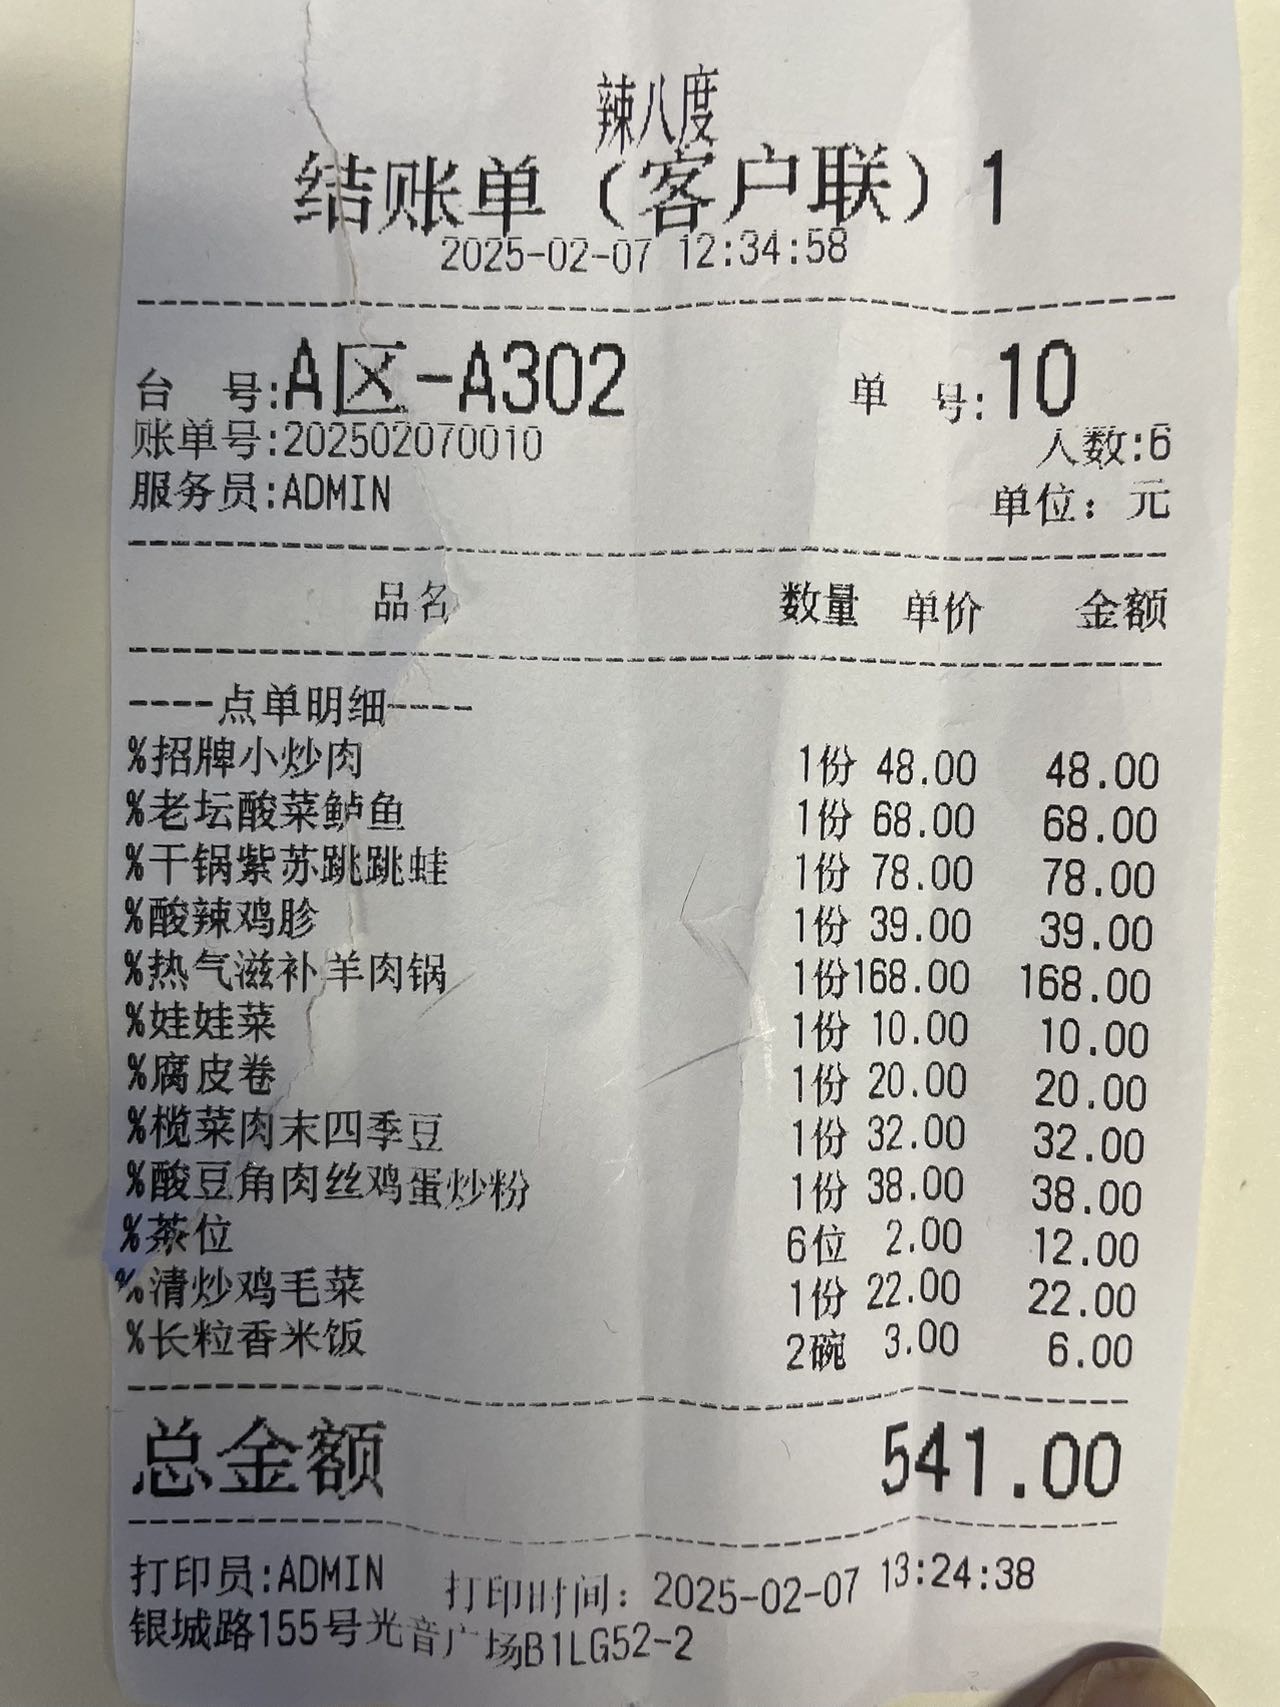 辣八度
结账单（客户联）1
2025-02-07 12:34:58
台 号:A区-A302 单 号:10
账单号:202502070010 人数:6
服务员:ADMIN 单位：元
品名 数量 单价 金额
----点单明细----
%招牌小炒肉 1份 48.00 48.00
%老坛酸菜鲈鱼 1份 68.00 68.00
%干锅紫苏跳跳蛙 1份 78.00 78.00
%酸辣鸡胗 1份 39.00 39.00
%热气滋补羊肉锅 1份168.00 168.00
%娃娃菜 1份 10.00 10.00
%腐皮卷 1份 20.00 20.00
%榄菜肉末四季豆 1份 32.00 32.00
%酸豆角肉丝鸡蛋炒粉 1份 38.00 38.00
%茶位 6位 2.00 12.00
%清炒鸡毛菜 1份 22.00 22.00
%长粒香米饭 2碗 3.00 6.00
总金额 541.00
打印员:ADMIN 打印时间：2025-02-07 13:24:38
银城路155号光音广场B1LG52-2